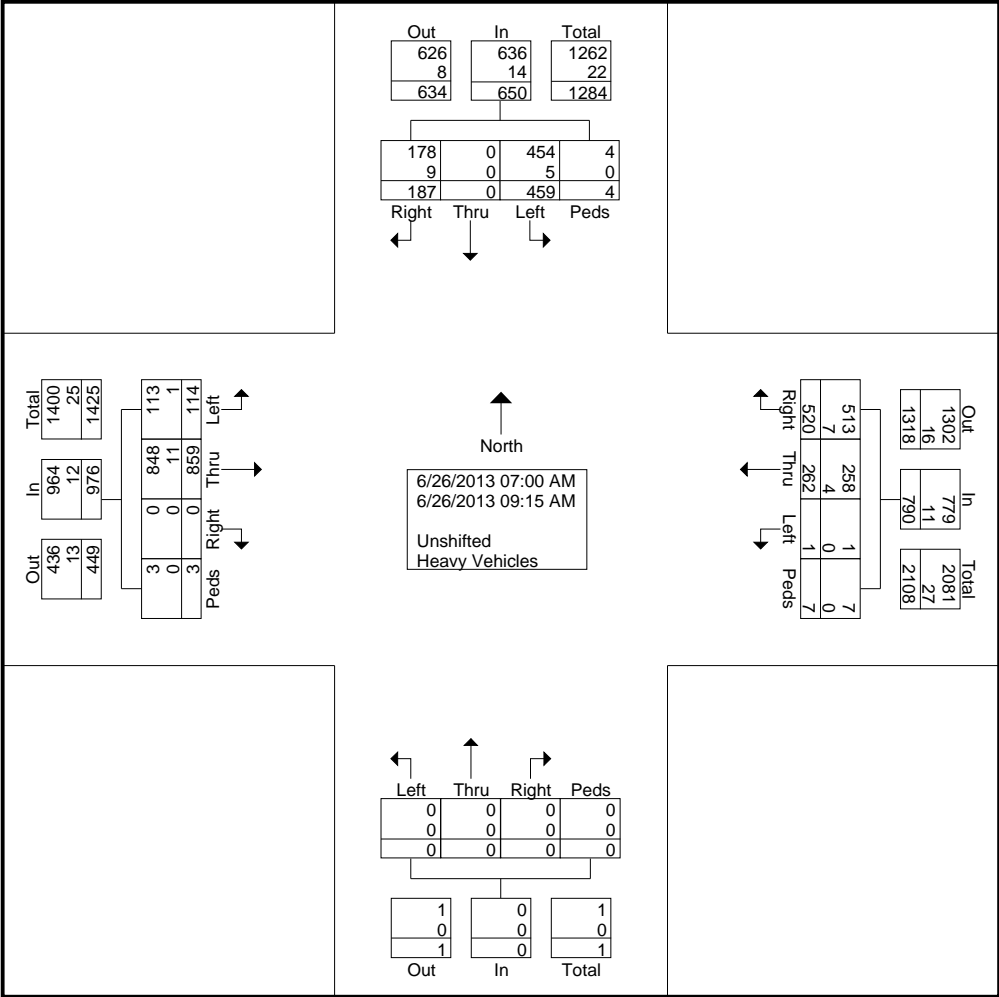 Out In Total
626 636 1262
8 14 22
634 650 1284
178 0 454 4
9 0 5 0
187 0 459 4
Right Thru Left Peds
Total
1400
25
1425
In
964
12
976
Out
436
13
449
113 1 114 Left
848 11 859 Thru
0 0 0 Right
3 0 3 Peds
North
6/26/2013 07:00 AM
6/26/2013 09:15 AM
Unshifted
Heavy Vehicles
Right 520 7 513
Thru 262 4 258
Left 1 0 1
Peds 7 0 7
Out
1302
16
1318
In
779
11
790
Total
2081
27
2108
Left Thru Right Peds
0 0 0 0
0 0 0 0
0 0 0 0
1 0 1
0 0 0
1 0 1
Out In Total